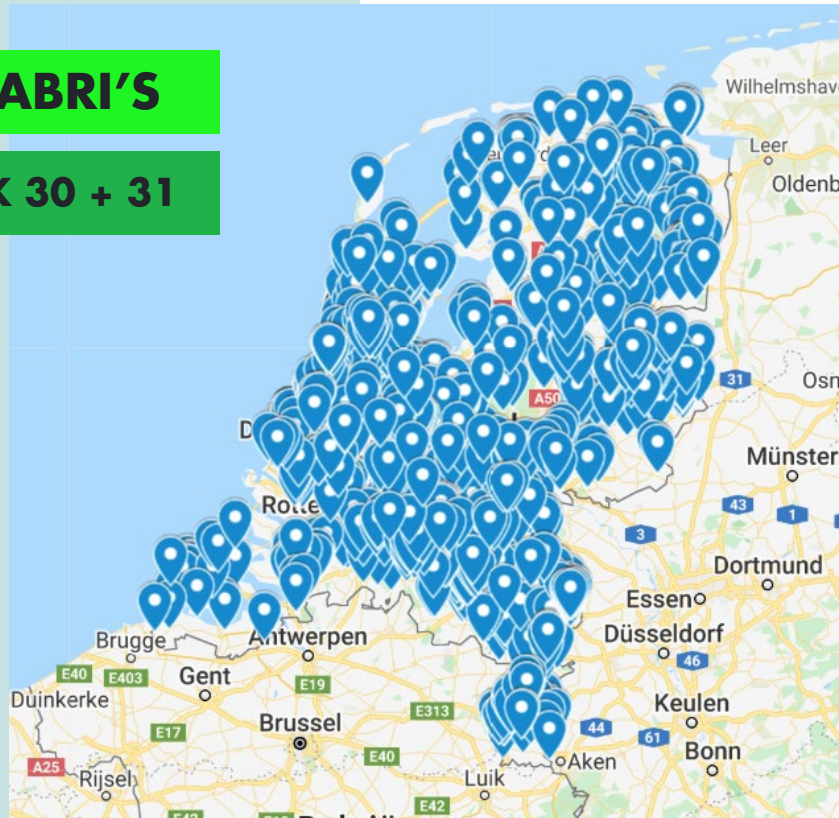 ABRI'S
K 30 + 31
Wilhelmshav
Leer
Oldenb
A50
31
Osn
D
Münster
43
1
Rotte
3
Dortmund
Essen
Brugge
Antwerpen
Düsseldorf
46
E40
E403
Gent
E19
Duinkerke
Keulen
E313
E17
Brussel
44
61
Bonn
E40
Aken
A25
Rijsel
Luik
E42